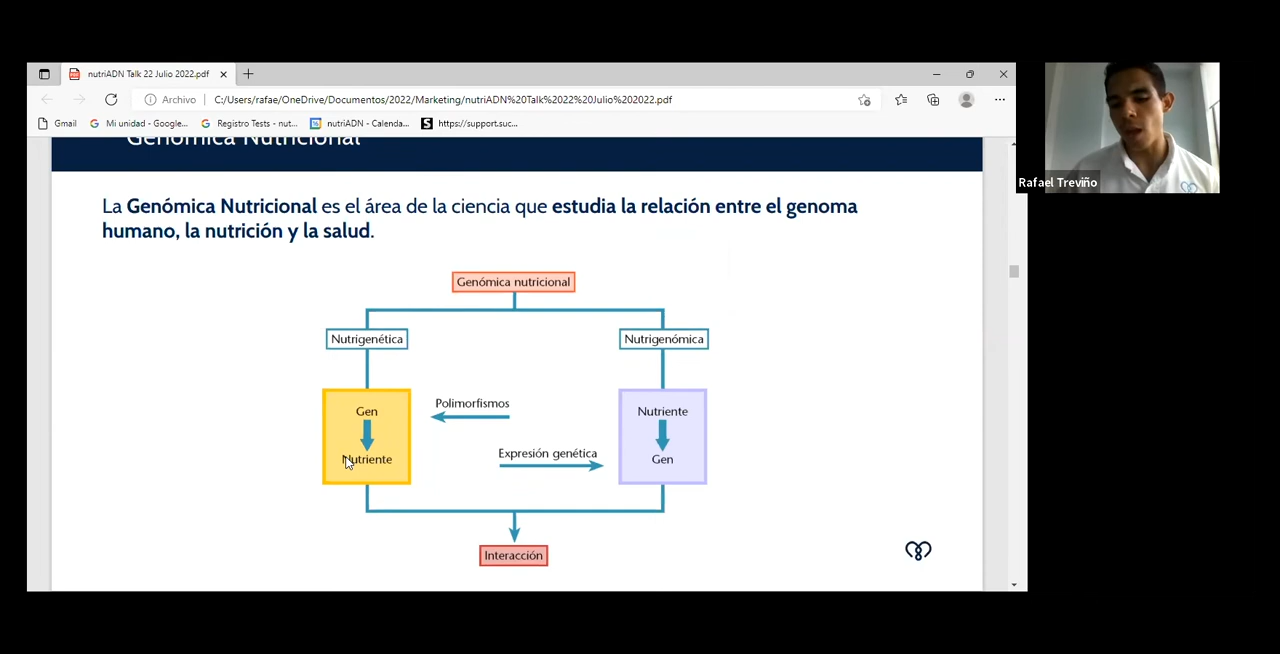 nutriADN Talk 22 Julio 2022.pdf
Archivo
C:/Users/rafae/OneDrive/Documentos/2022/Marketing/nutriADN%20Talk%2022%20Julio%202022.pdf
Gmail
Mi unidad - Google...
Registro Tests - nut...
nutriADN - Calenda...
https://support.suc...
Genómica Nutricional
La Genómica Nutricional es el área de la ciencia que estudia la relación entre el genoma
humano, la nutrición y la salud.
Genómica nutricional
Nutrigenética
Nutrigenómica
Gen
Nutriente
Polimorfismos
Expresión genética
Nutriente
Gen
Interacción
Rafael Treviño